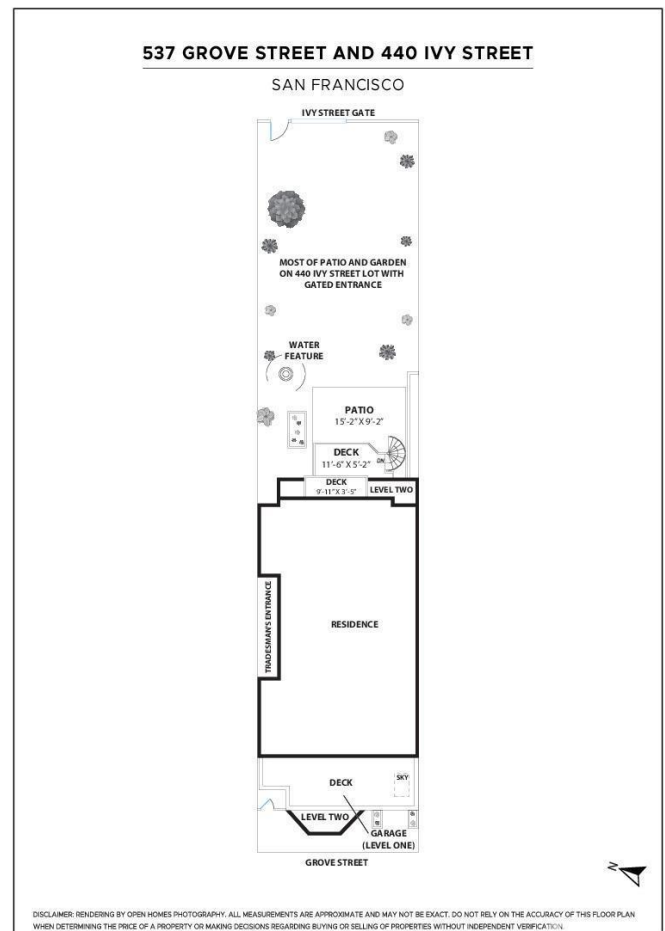 537 GROVE STREET AND 440 IVY STREET
SAN FRANCISCO
IVY STREET GATE
MOST OF PATIO AND GARDEN
ON 440 IVY STREET LOT WITH
GATED ENTRANCE
WATER
FEATURE
PATIO
15'-2" X 9'-2"
DECK
11'-6" X 5'-2"
DN
DECK
9'-11" X 3'-5"
LEVEL TWO
TRADESMAN'S ENTRANCE
RESIDENCE
DECK
SKY
LEVEL TWO
GARAGE
(LEVEL ONE)
GROVE STREET
N
DISCLAIMER: RENDERING BY OPEN HOMES PHOTOGRAPHY. ALL MEASUREMENTS ARE APPROXIMATE AND MAY NOT BE EXACT. DO NOT RELY ON THE ACCURACY OF THIS FLOOR PLAN
WHEN DETERMINING THE PRICE OF A PROPERTY OR MAKING DECISIONS REGARDING BUYING OR SELLING OF PROPERTIES WITHOUT INDEPENDENT VERIFICATION.